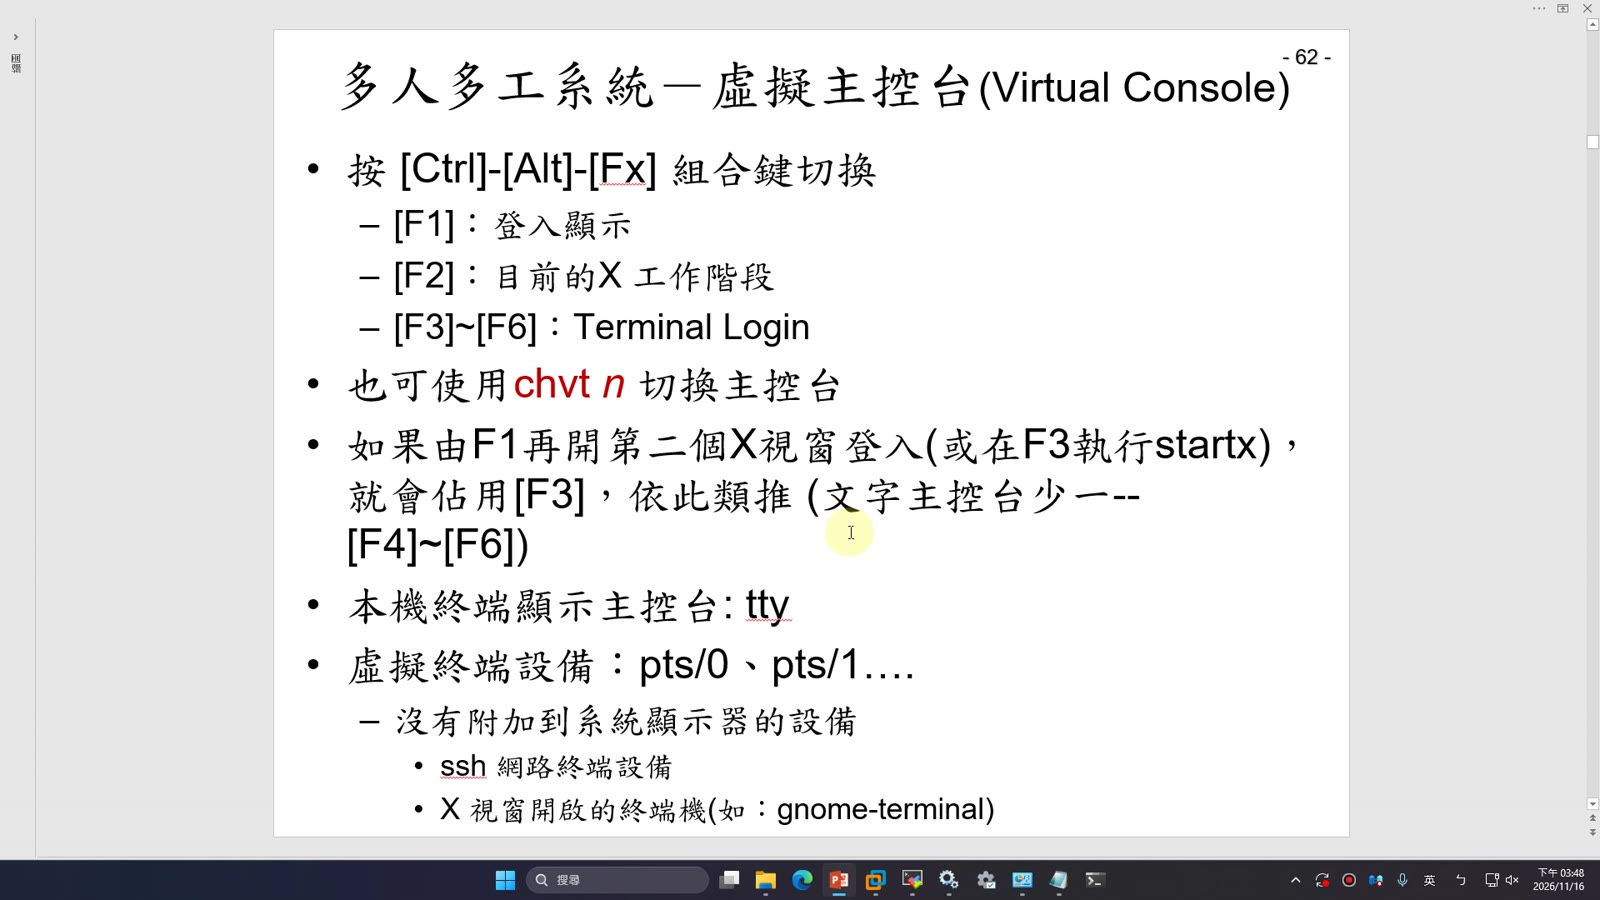 - 62 -
多人多工系統－虛擬主控台(Virtual Console)
• 按 [Ctrl]-[Alt]-[Fx] 組合鍵切換
– [F1]：登入顯示
– [F2]：目前的X 工作階段
– [F3]~[F6]：Terminal Login
• 也可使用chvt n 切換主控台
• 如果由F1再開第二個X視窗登入(或在F3執行startx)，
就會佔用[F3]，依此類推 (文字主控台少一--
[F4]~[F6])
• 本機終端顯示主控台: tty
• 虛擬終端設備：pts/0、pts/1….
– 沒有附加到系統顯示器的設備
• ssh 網路終端設備
• X 視窗開啟的終端機(如：gnome-terminal)
搜尋
英
ㄅ
下午 03:48
2026/11/16